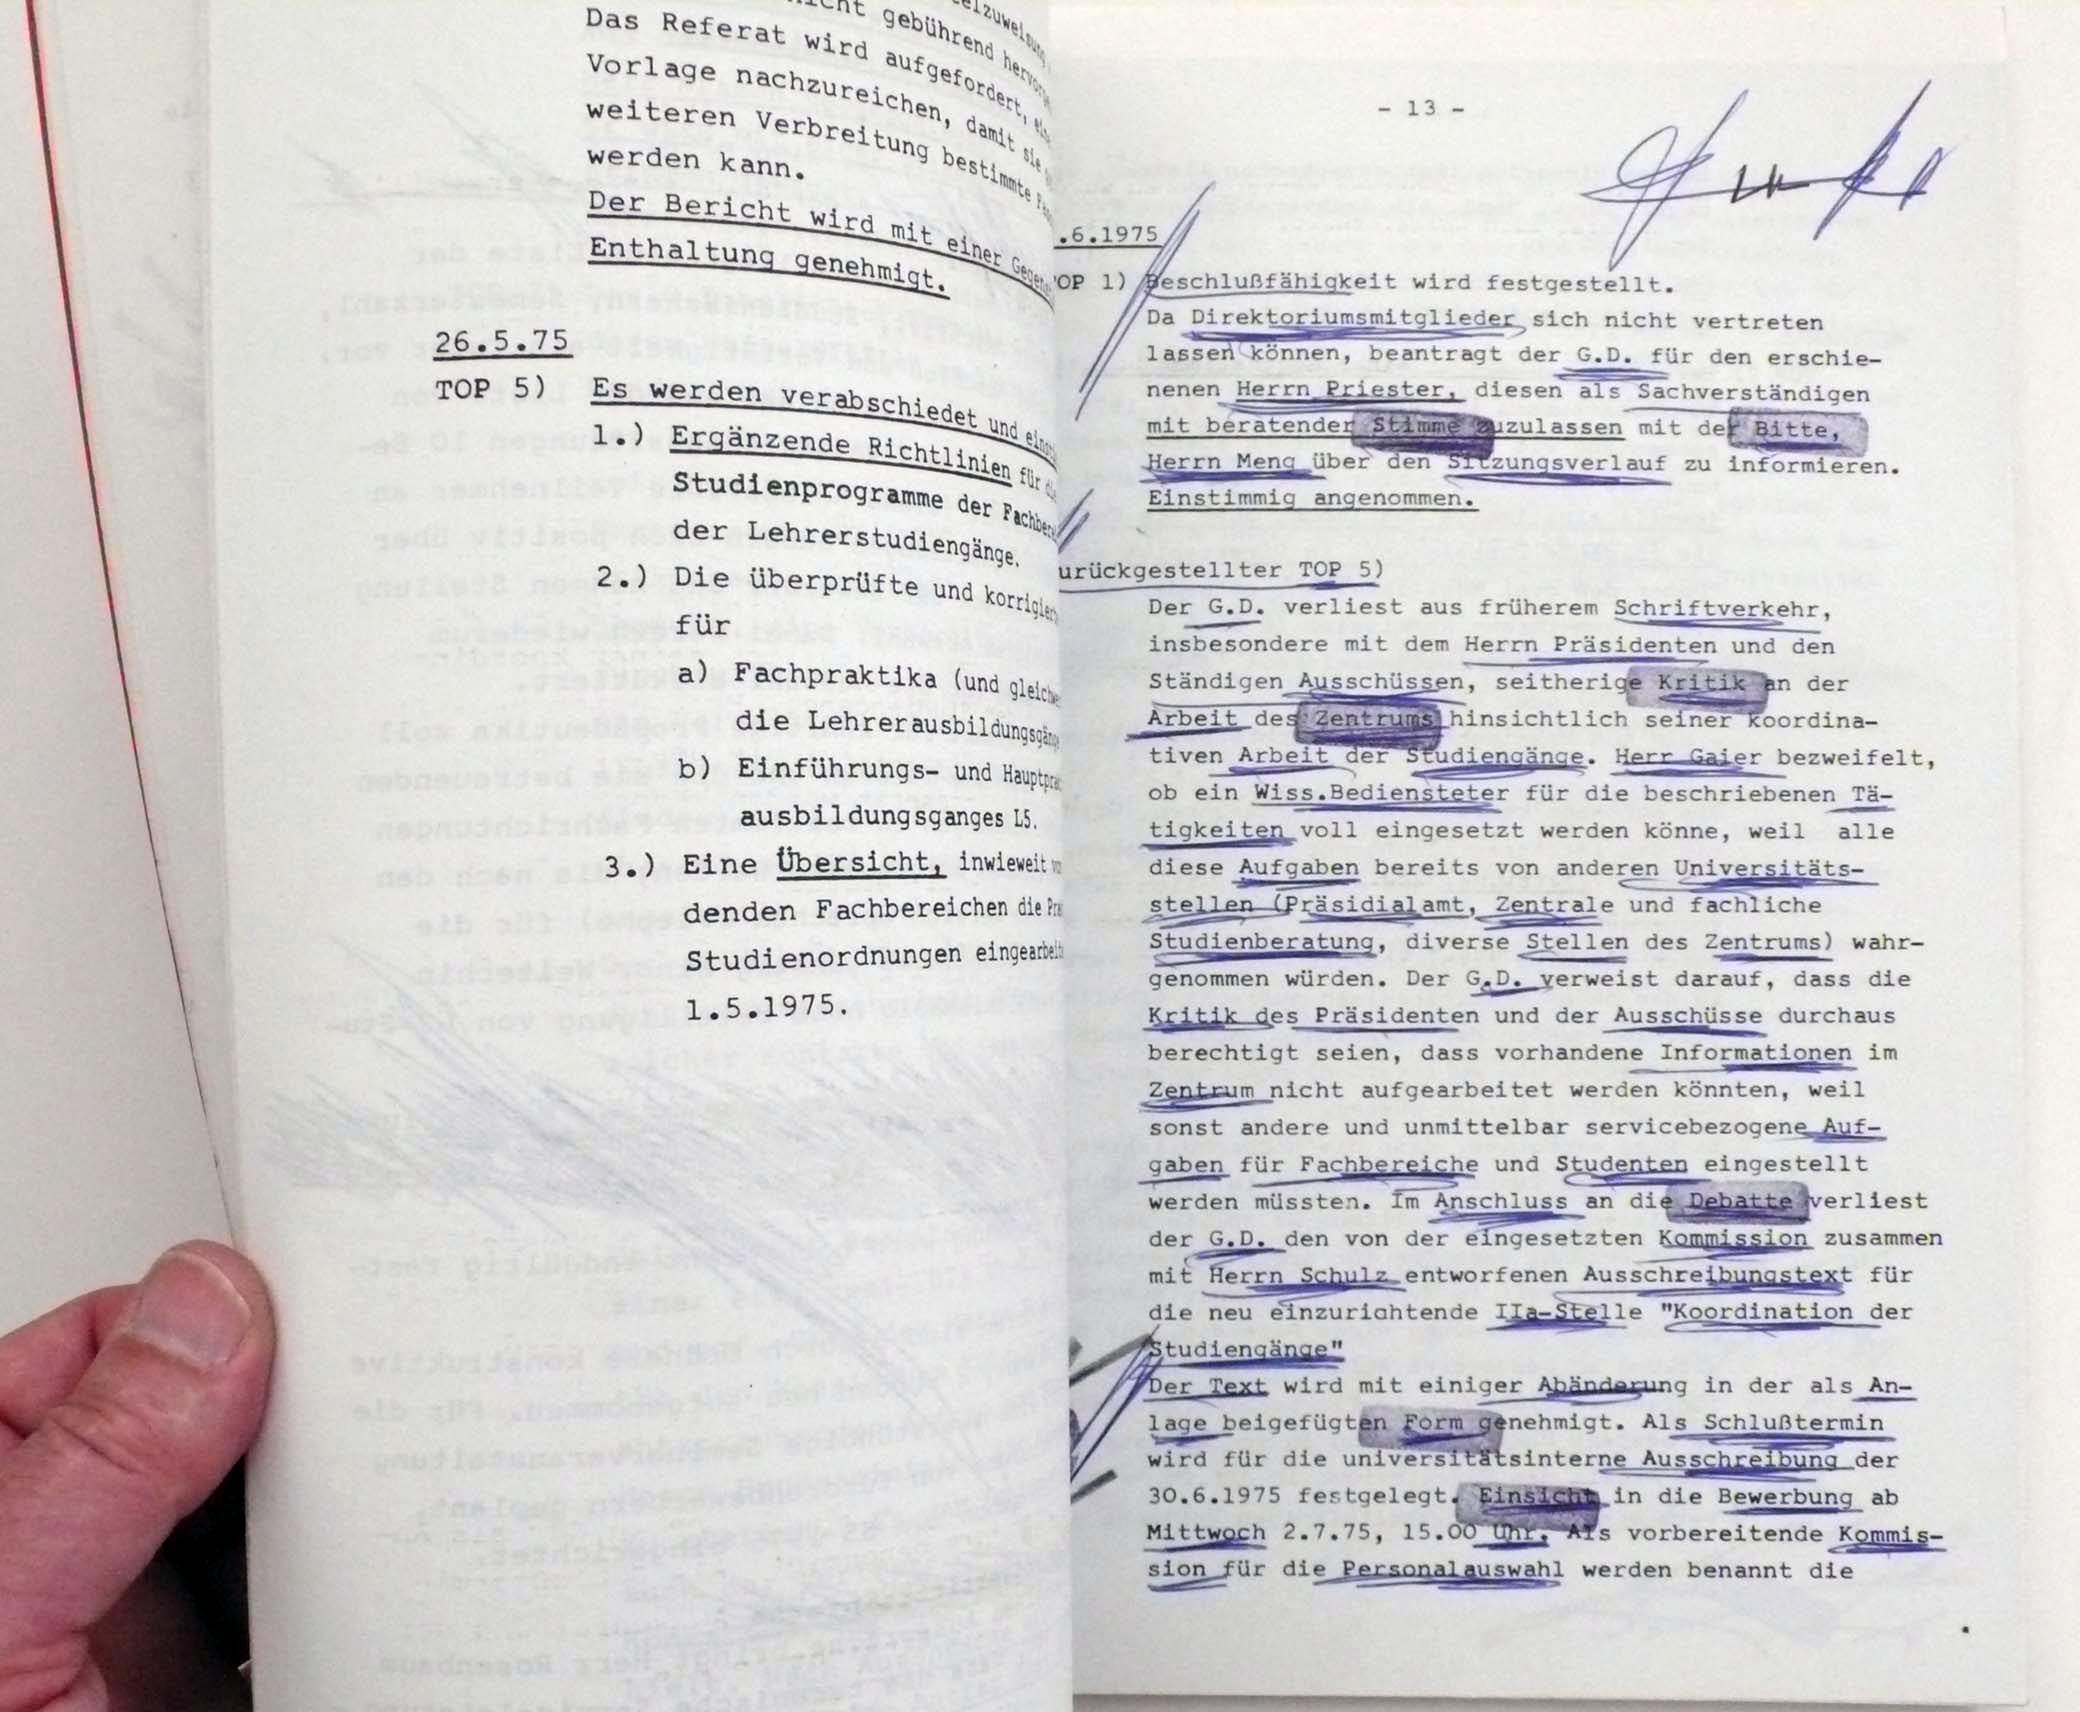 nicht gebührend
Das Referat wird aufgefordert,
Vorlage nachzureichen, damit sie
weiteren Verbreitung bestimmte
werden kann.
Der Bericht wird mit einer
Enthaltung genehmigt.
26.5.75
TOP 5) Es werden verabschiedet und
1.) Ergänzende Richtlinien für
Studienprogramme der
der Lehrerstudiengänge.
2.) Die überprüfte und
für
a) Fachpraktika (und
die Lehrerausbildungsgänge
b) Einführungs- und
ausbildungsganges L5.
3.) Eine Übersicht, inwieweit
denden Fachbereichen die
Studienordnungen
1.5.1975.
- 13 -
.6.1975
OP 1) Beschlußfähigkeit wird festgestellt.
Da Direktoriumsmitglieder sich nicht vertreten
lassen können, beantragt der G.D. für den erschie-
nenen Herrn Priester, diesen als Sachverständigen
mit beratender Stimme zuzulassen mit der Bitte,
Herrn Meng über den Sitzungsverlauf zu informieren.
Einstimmig angenommen.
urückgestellter TOP 5)
Der G.D. verliest aus früherem Schriftverkehr,
insbesondere mit dem Herrn Präsidenten und den
Ständigen Ausschüssen, seitherige Kritik an der
Arbeit des Zentrums hinsichtlich seiner koordina-
tiven Arbeit der Studiengänge. Herr Gaier bezweifelt,
ob ein Wiss.Bediensteter für die beschriebenen Tä-
tigkeiten voll eingesetzt werden könne, weil alle
diese Aufgaben bereits von anderen Universitäts-
stellen (Präsidialamt, Zentrale und fachliche
Studienberatung, diverse Stellen des Zentrums) wahr-
genommen würden. Der G.D. verweist darauf, dass die
Kritik des Präsidenten und der Ausschüsse durchaus
berechtigt seien, dass vorhandene Informationen im
Zentrum nicht aufgearbeitet werden könnten, weil
sonst andere und unmittelbar servicebezogene Auf-
gaben für Fachbereiche und Studenten eingestellt
werden müssten. Im Anschluss an die Debatte verliest
der G.D. den von der eingesetzten Kommission zusammen
mit Herrn Schulz entworfenen Ausschreibungstext für
die neu einzurichtende IIa-Stelle "Koordination der
Studiengänge"
Der Text wird mit einiger Abänderung in der als An-
lage beigefügten Form genehmigt. Als Schlußtermin
wird für die universitätsinterne Ausschreibung der
30.6.1975 festgelegt. Einsicht in die Bewerbung ab
Mittwoch 2.7.75, 15.00 Uhr. Als vorbereitende Kommis-
sion für die Personalauswahl werden benannt die